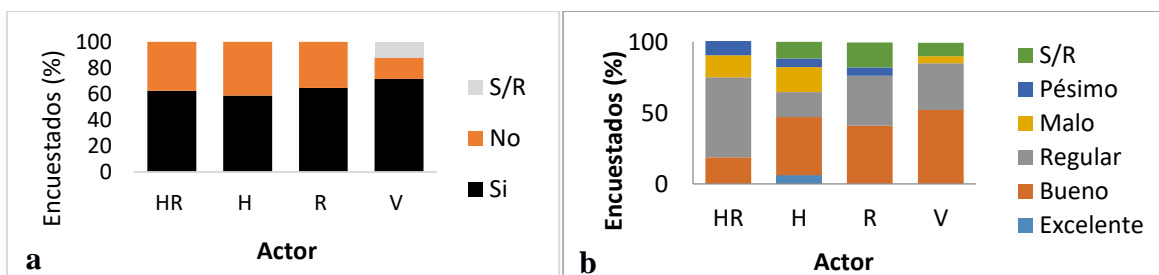 Encuestados (%)
100
80
60
40
20
0
HR H R V
Actor
a
S/R
No
Si
Encuestados (%)
100
50
0
HR H R V
Actor
b
S/R
Pésimo
Malo
Regular
Bueno
Excelente